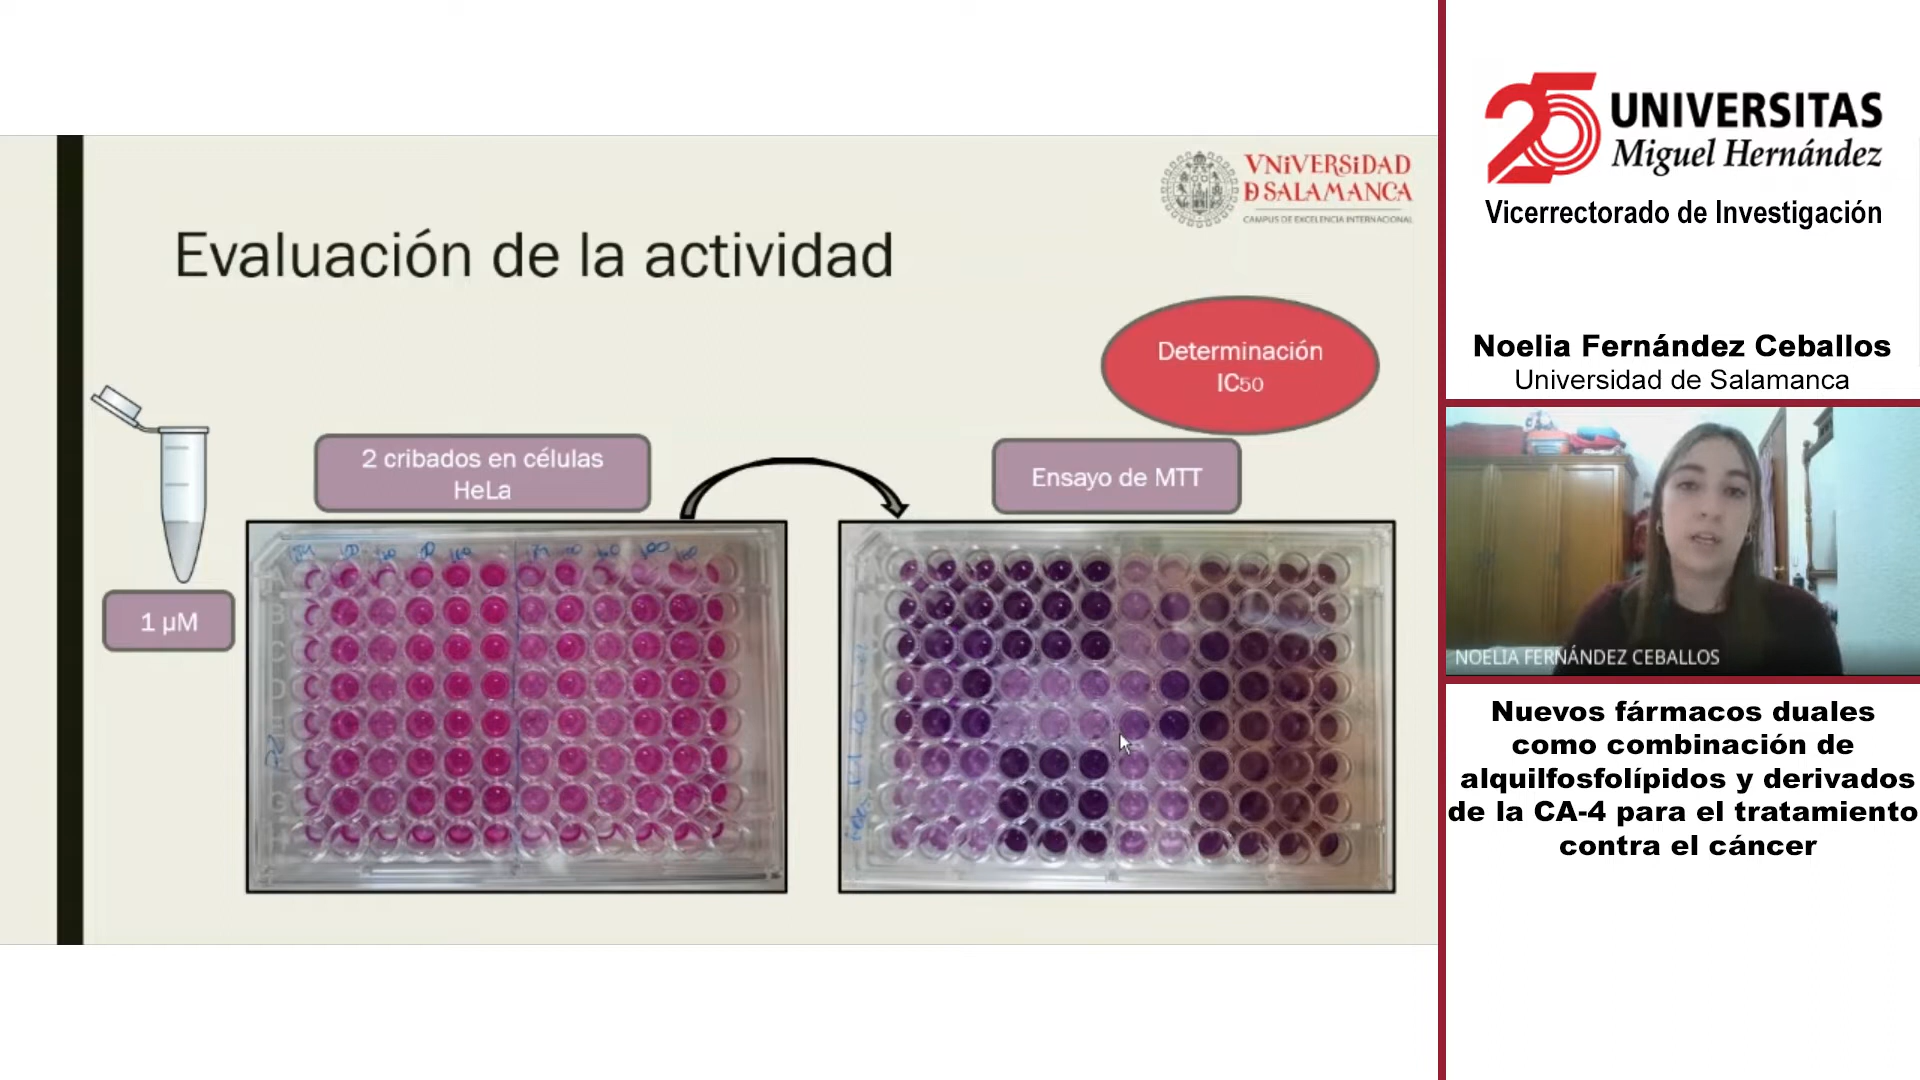 VNiVERSiDAD
D SALAMANCA
CAMPUS DE EXCELENCIA INTERNACIONAL
Evaluación de la actividad
Determinación
IC50
2 cribados en células
HeLa
Ensayo de MTT
1 µM
25 UNIVERSITAS
Miguel Hernández
Vicerrectorado de Investigación
Noelia Fernández Ceballos
Universidad de Salamanca
NOELIA FERNÁNDEZ CEBALLOS
Nuevos fármacos duales
como combinación de
alquilfosfolípidos y derivados
de la CA-4 para el tratamiento
contra el cáncer